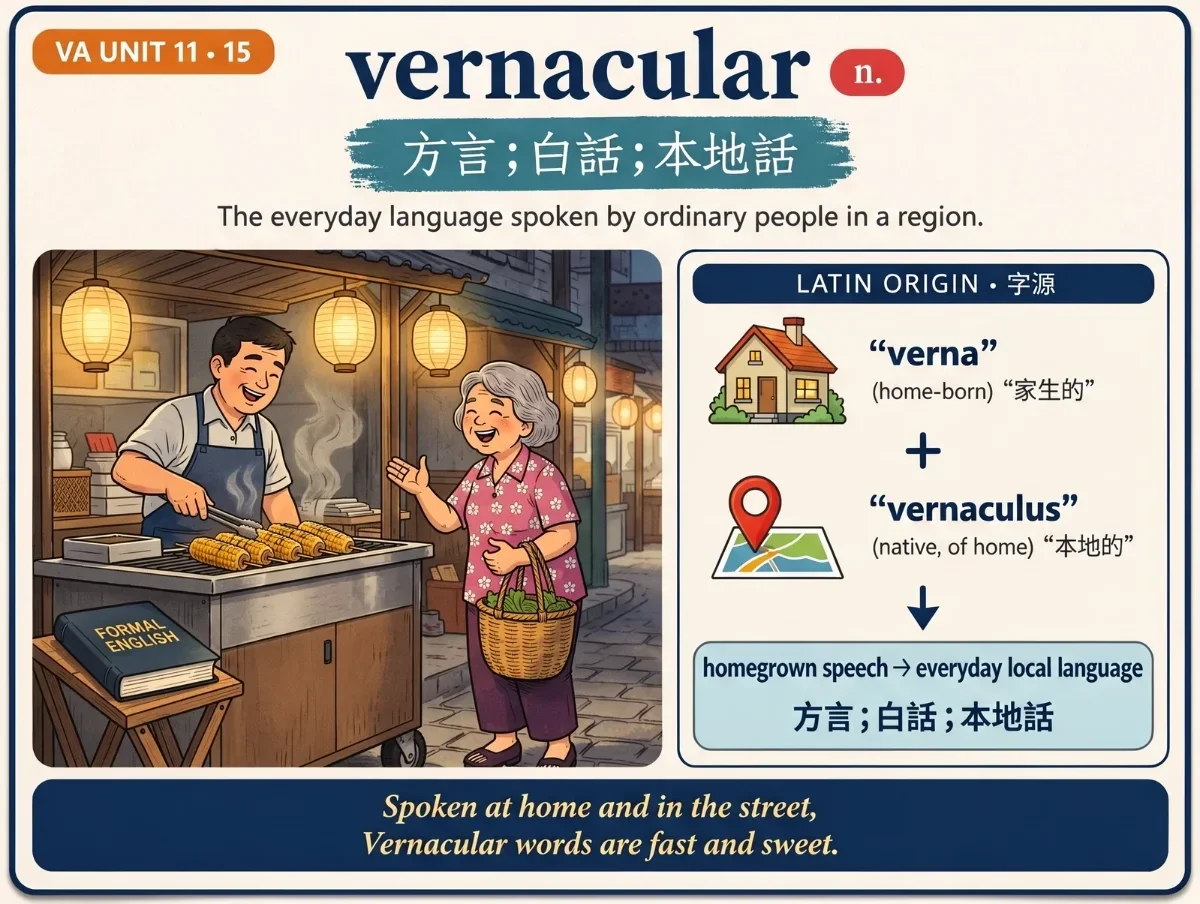 VA UNIT 11 • 15
vernacular n.
方言；白話；本地話
The everyday language spoken by ordinary people in a region.
FORMAL
ENGLISH
LATIN ORIGIN • 字源
“verna”
(home-born) “家生的”
+
“vernaculus”
(native, of home) “本地的”
homegrown speech → everyday local language
方言；白話；本地話
Spoken at home and in the street,
Vernacular words are fast and sweet.